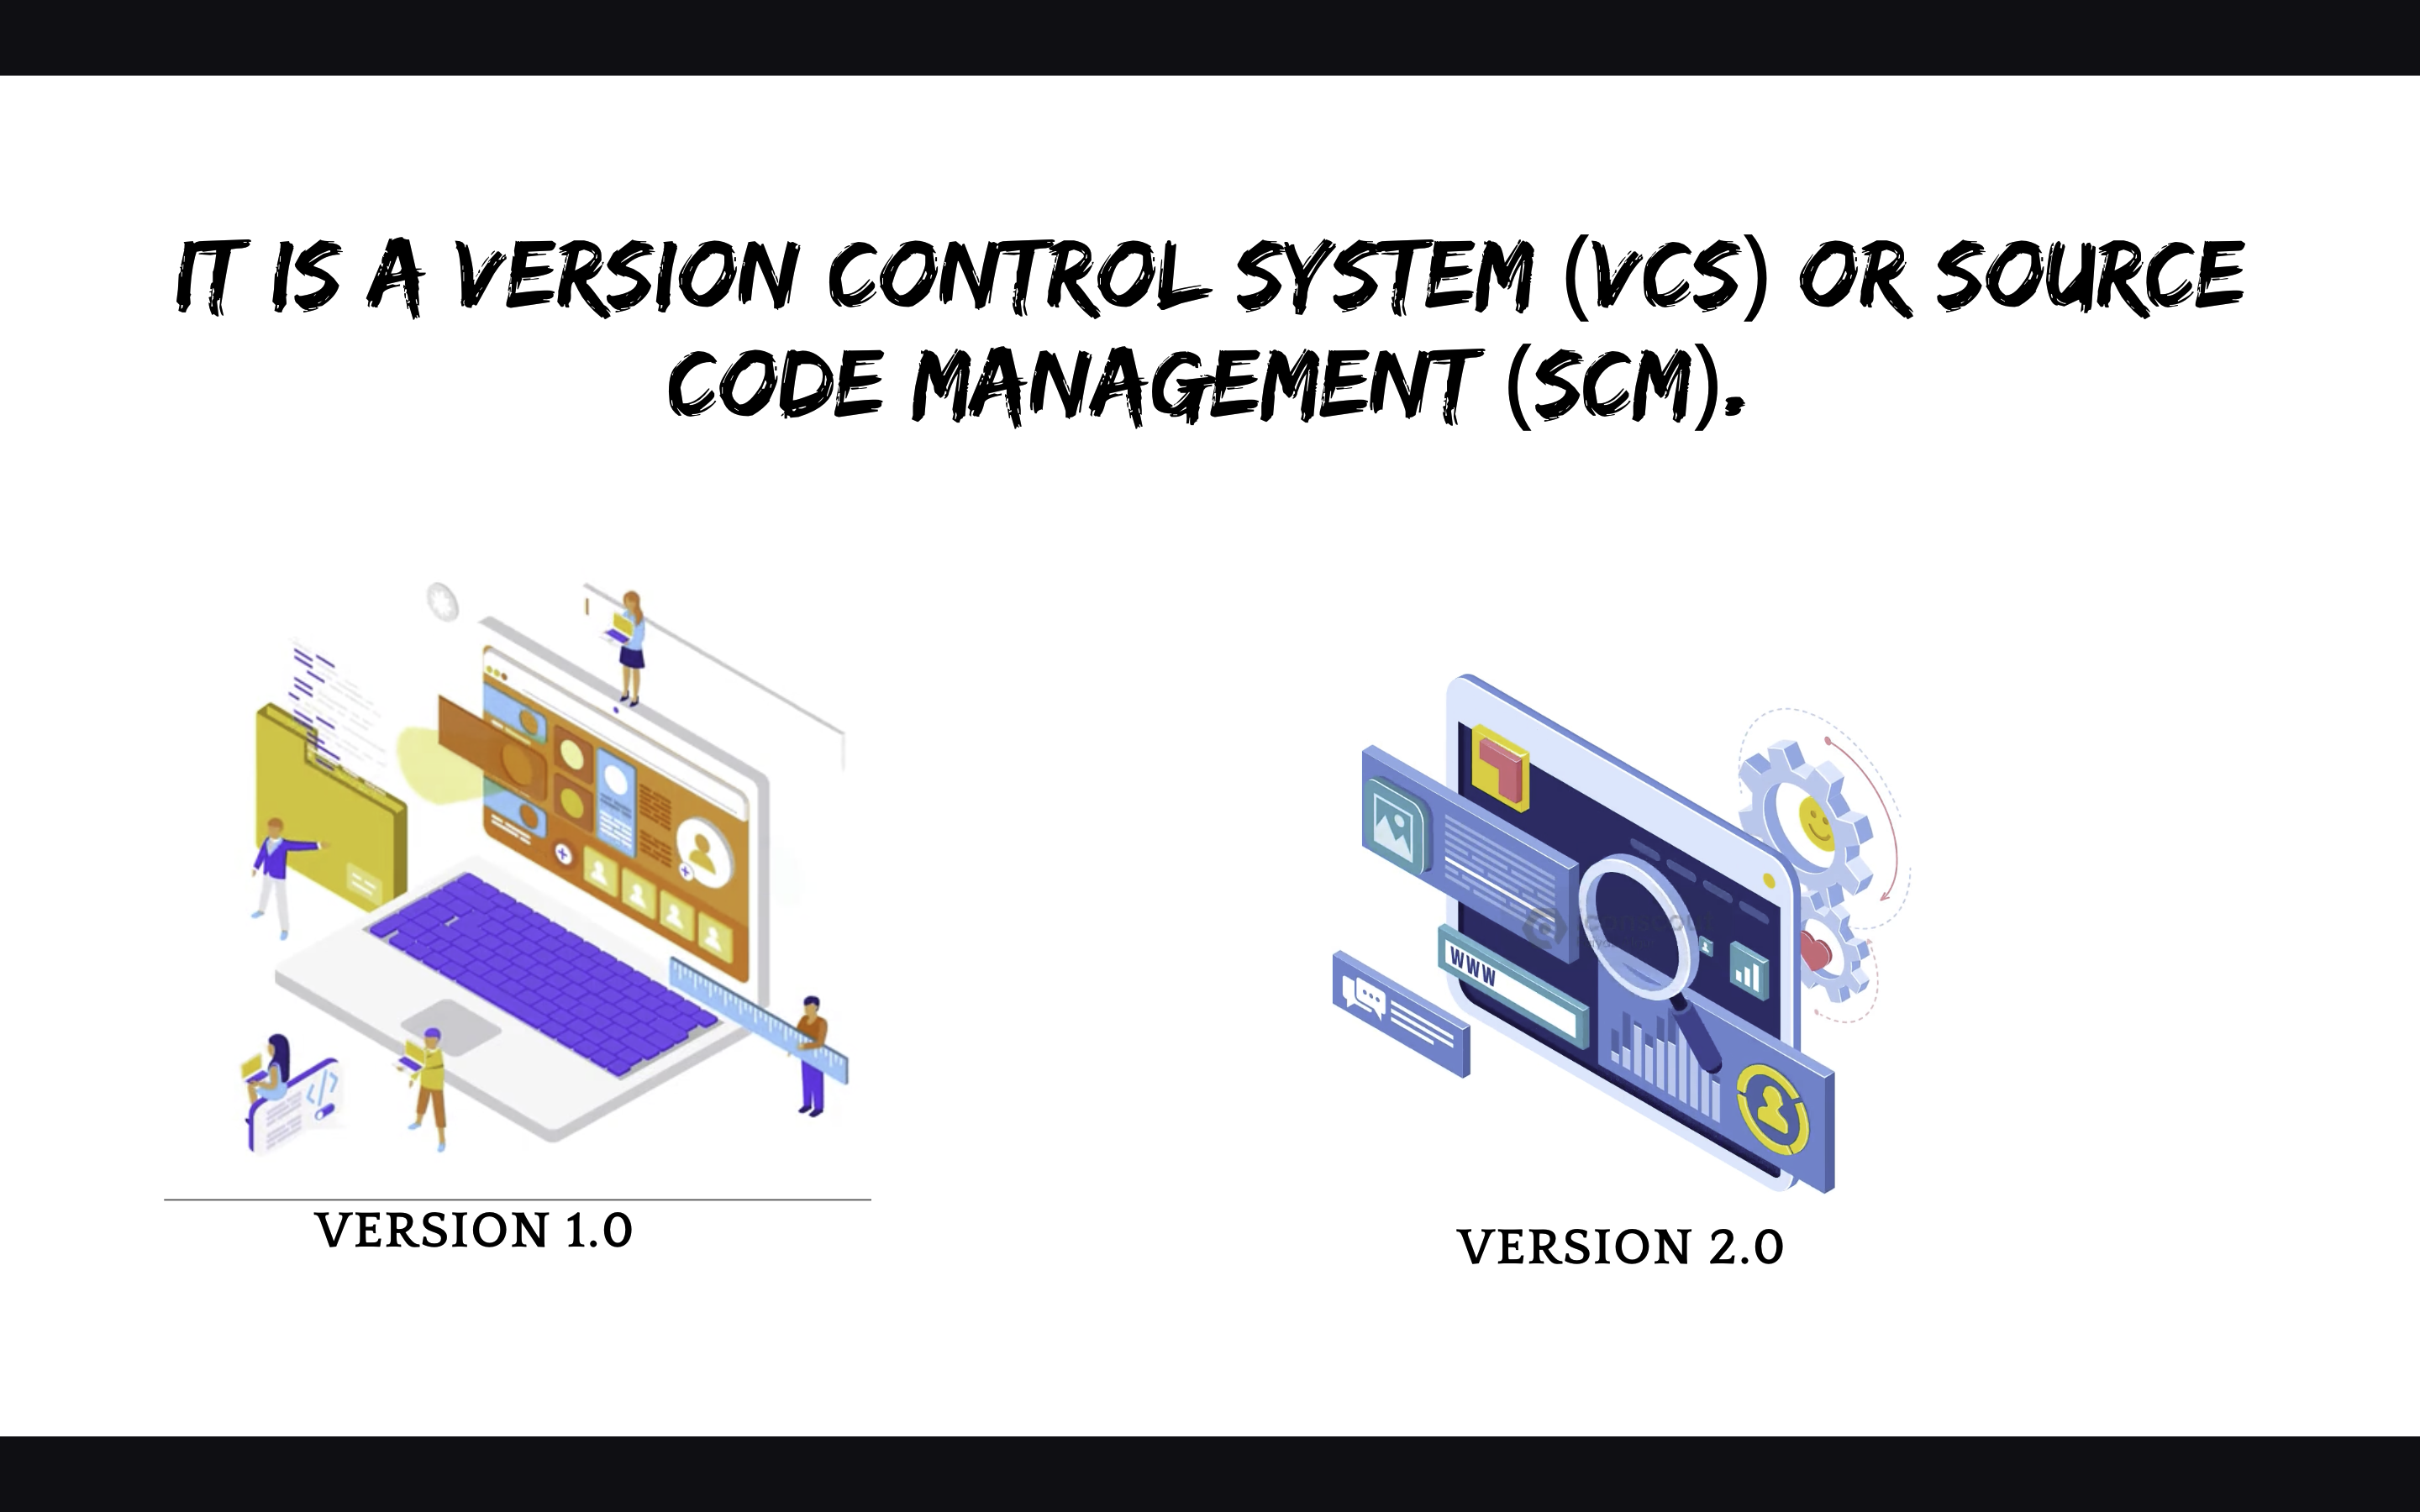 IT IS A VERSION CONTROL SYSTEM (VCS) OR SOURCE
CODE MANAGEMENT (SCM).
WWW
VERSION 1.0
VERSION 2.0